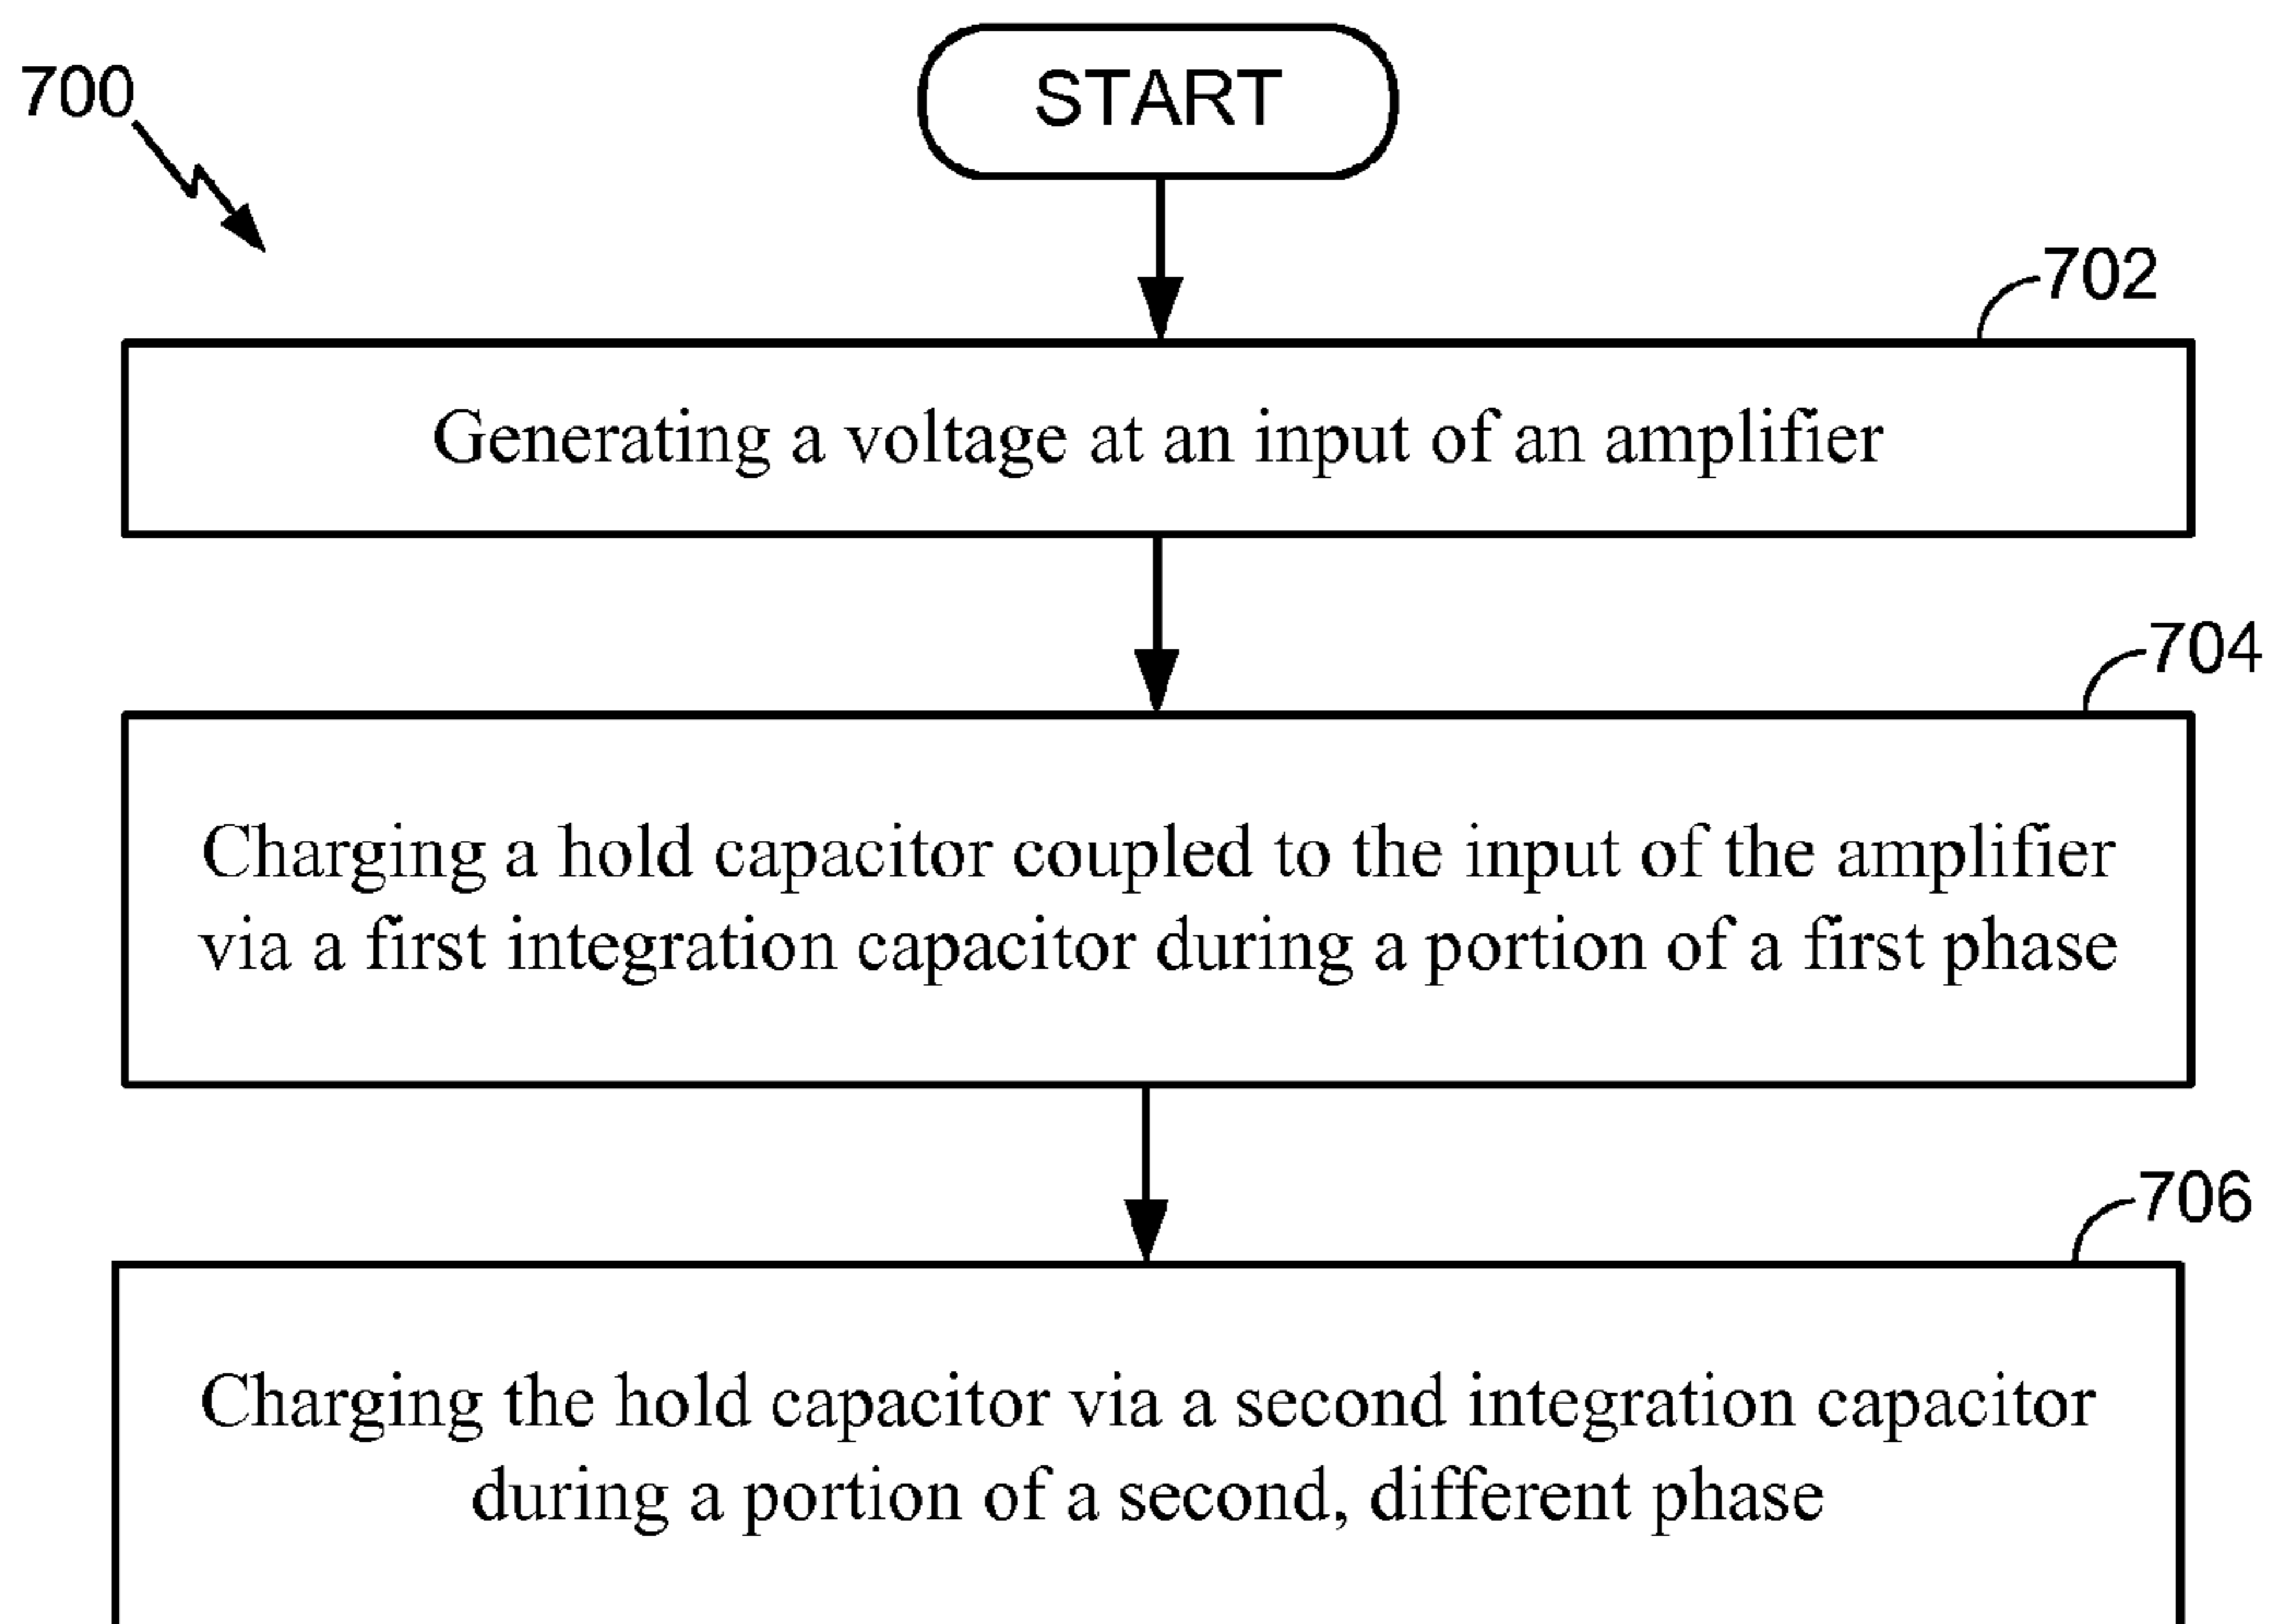 700
START
702
Generating a voltage at an input of an amplifier
704
Charging a hold capacitor coupled to the input of the amplifier
via a first integration capacitor during a portion of a first phase
706
Charging the hold capacitor via a second integration capacitor
during a portion of a second, different phase